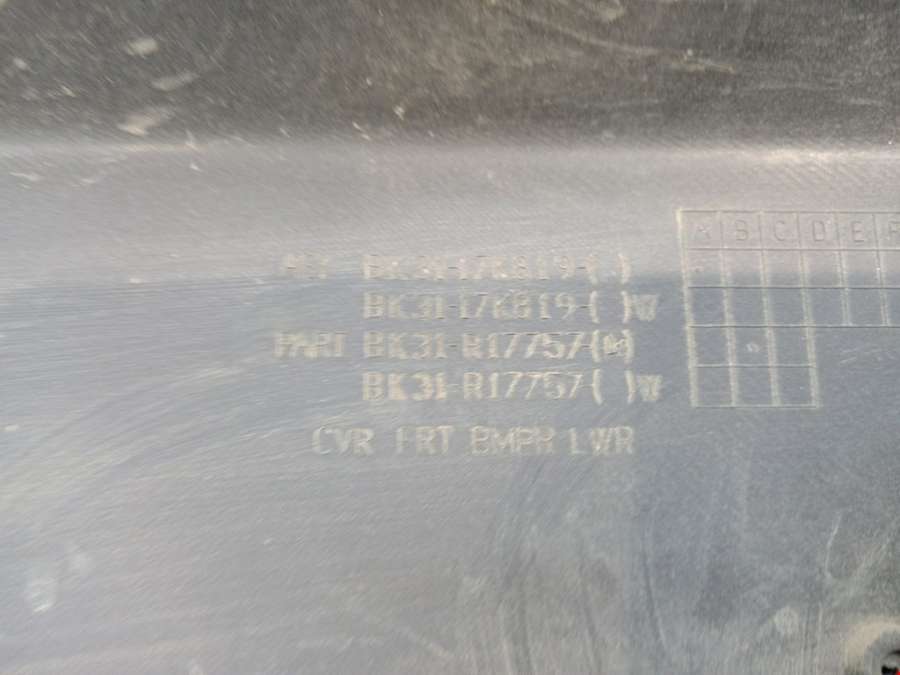 BK31-17K819-( )
BK31-17K819-( )W
PART BK31-R17757-( )
BK31-R17757-( )W
CVR FRT BMPR LWR
A B C D E F